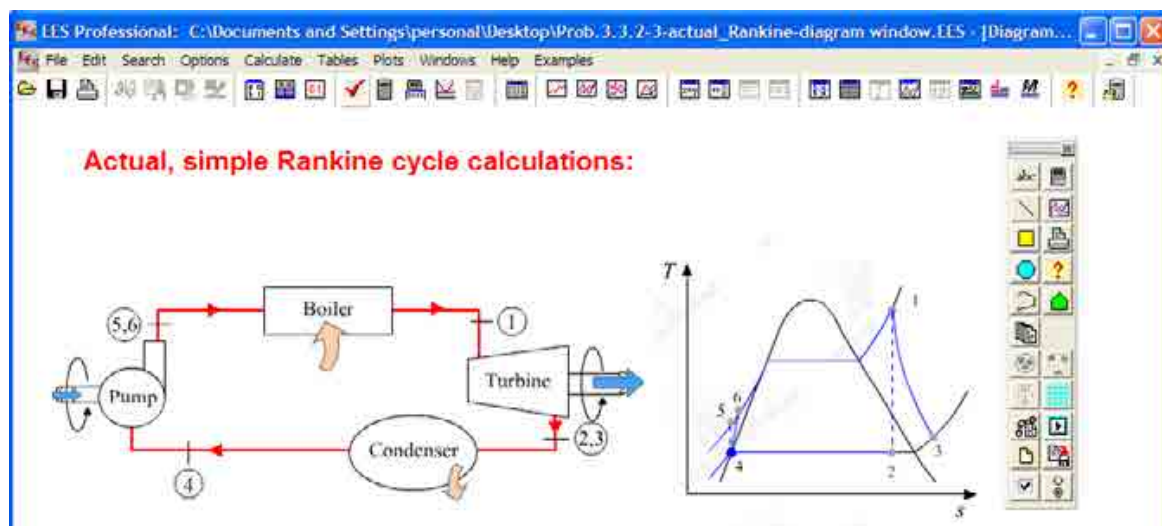 EES Professional: C:\Documents and Settings\personal\Desktop\Prob.3.3.2-3-actual_Rankine-diagram window.EES - [Diagram...
File Edit Search Options Calculate Tables Plots Windows Help Examples
Actual, simple Rankine cycle calculations:
T
1
Boiler
5,6
1
Turbine
Pump
6
5
2,3
3
Condenser
4
2
4
s
abc